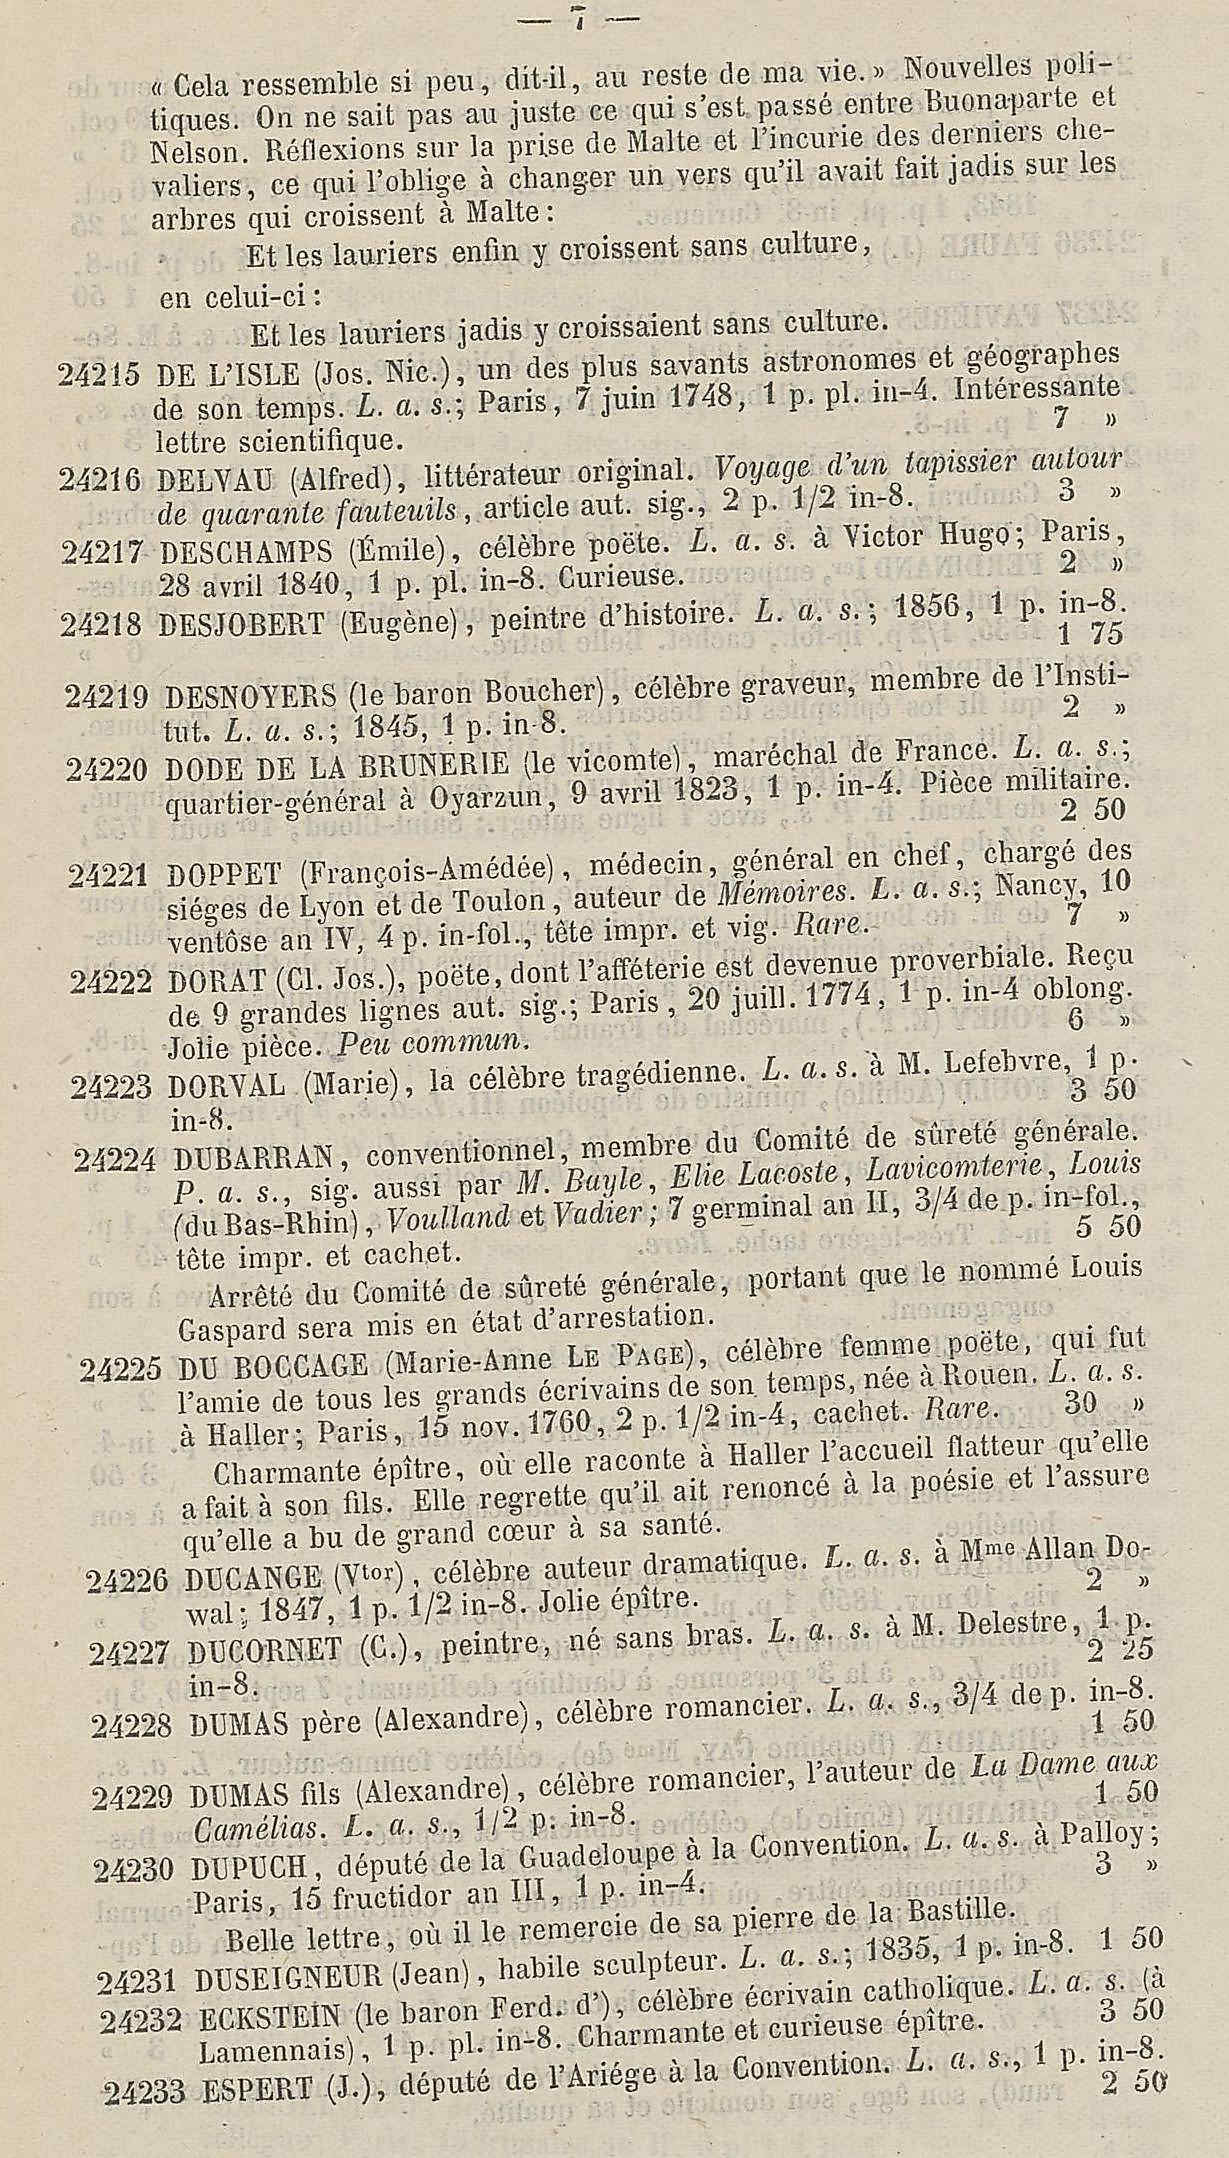 — 7 —
« Cela ressemble si peu, dit-il, au reste de ma vie. » Nouvelles poli-
tiques. On ne sait pas au juste ce qui s'est passé entre Buonaparte et
Nelson. Réflexions sur la prise de Malte et l'incurie des derniers che-
valiers, ce qui l'oblige à changer un vers qu'il avait fait jadis sur les
arbres qui croissent à Malte :
Et les lauriers enfin y croissent sans culture,
en celui-ci :
Et les lauriers jadis y croissaient sans culture.
24215 DE L'ISLE (Jos. Nic.), un des plus savants astronomes et géographes
de son temps. L. a. s.; Paris, 7 juin 1748, 1 p. pl. in-4. Intéressante
lettre scientifique. 7 »
24216 DELVAU (Alfred), littérateur original. Voyage d'un tapissier autour
de quarante fauteuils, article aut. sig., 2 p. 1/2 in-8. 3 »
24217 DESCHAMPS (Émile), célèbre poëte. L. a. s. à Victor Hugo; Paris,
28 avril 1840, 1 p. pl. in-8. Curieuse. 2 »
24218 DESJOBERT (Eugène), peintre d'histoire. L. a. s.; 1856, 1 p. in-8.
1 75
24219 DESNOYERS (le baron Boucher), célèbre graveur, membre de l'Insti-
tut. L. a. s.; 1845, 1 p. in-8. 2 »
24220 DODE DE LA BRUNERIE (le vicomte), maréchal de France. L. a. s.;
quartier-général à Oyarzun, 9 avril 1823, 1 p. in-4. Pièce militaire.
2 50
24221 DOPPET (François-Amédée), médecin, général en chef, chargé des
siéges de Lyon et de Toulon, auteur de Mémoires. L. a. s.; Nancy, 10
ventôse an IV, 4 p. in-fol., tête impr. et vig. Rare. 7 »
24222 DORAT (Cl. Jos.), poëte, dont l'afféterie est devenue proverbiale. Reçu
de 9 grandes lignes aut. sig.; Paris, 20 juill. 1774, 1 p. in-4 oblong.
Jolie pièce. Peu commun. 6 »
24223 DORVAL (Marie), la célèbre tragédienne. L. a. s. à M. Lefebvre, 1 p.
in-8. 3 50
24224 DUBARRAN, conventionnel, membre du Comité de sûreté générale.
P. a. s., sig. aussi par M. Bayle, Elie Lacoste, Lavicomterie, Louis
(du Bas-Rhin), Voulland et Vadier; 7 germinal an II, 3/4 de p. in-fol.,
tête impr. et cachet. 5 50
Arrêté du Comité de sûreté générale, portant que le nommé Louis
Gaspard sera mis en état d'arrestation.
24225 DU BOCCAGE (Marie-Anne LE PAGE), célèbre femme poëte, qui fut
l'amie de tous les grands écrivains de son temps, née à Rouen. L. a. s.
à Haller; Paris, 15 nov. 1760, 2 p. 1/2 in-4, cachet. Rare. 30 »
Charmante épître, où elle raconte à Haller l'accueil flatteur qu'elle
a fait à son fils. Elle regrette qu'il ait renoncé à la poésie et l'assure
qu'elle a bu de grand cœur à sa santé.
24226 DUCANGE (Vtor), célèbre auteur dramatique. L. a. s. à Mme Allan Do-
wal; 1847, 1 p. 1/2 in-8. Jolie épître. 2 »
24227 DUCORNET (C.), peintre, né sans bras. L. a. s. à M. Delestre, 1 p.
in-8. 2 25
24228 DUMAS père (Alexandre), célèbre romancier. L. a. s., 3/4 de p. in-8.
1 50
24229 DUMAS fils (Alexandre), célèbre romancier, l'auteur de La Dame aux
Camélias. L. a. s., 1/2 p. in-8. 1 50
24230 DUPUCH, député de la Guadeloupe à la Convention. L. a. s. à Palloy;
Paris, 15 fructidor an III, 1 p. in-4. 3 »
Belle lettre, où il le remercie de sa pierre de la Bastille.
24231 DUSEIGNEUR (Jean), habile sculpteur. L. a. s.; 1835, 1 p. in-8. 1 50
24232 ECKSTEIN (le baron Ferd. d'), célèbre écrivain catholique. L. a. s. (à
Lamennais), 1 p. pl. in-8. Charmante et curieuse épître. 3 50
24233 ESPERT (J.), député de l'Ariége à la Convention. L. a. s., 1 p. in-8.
2 50